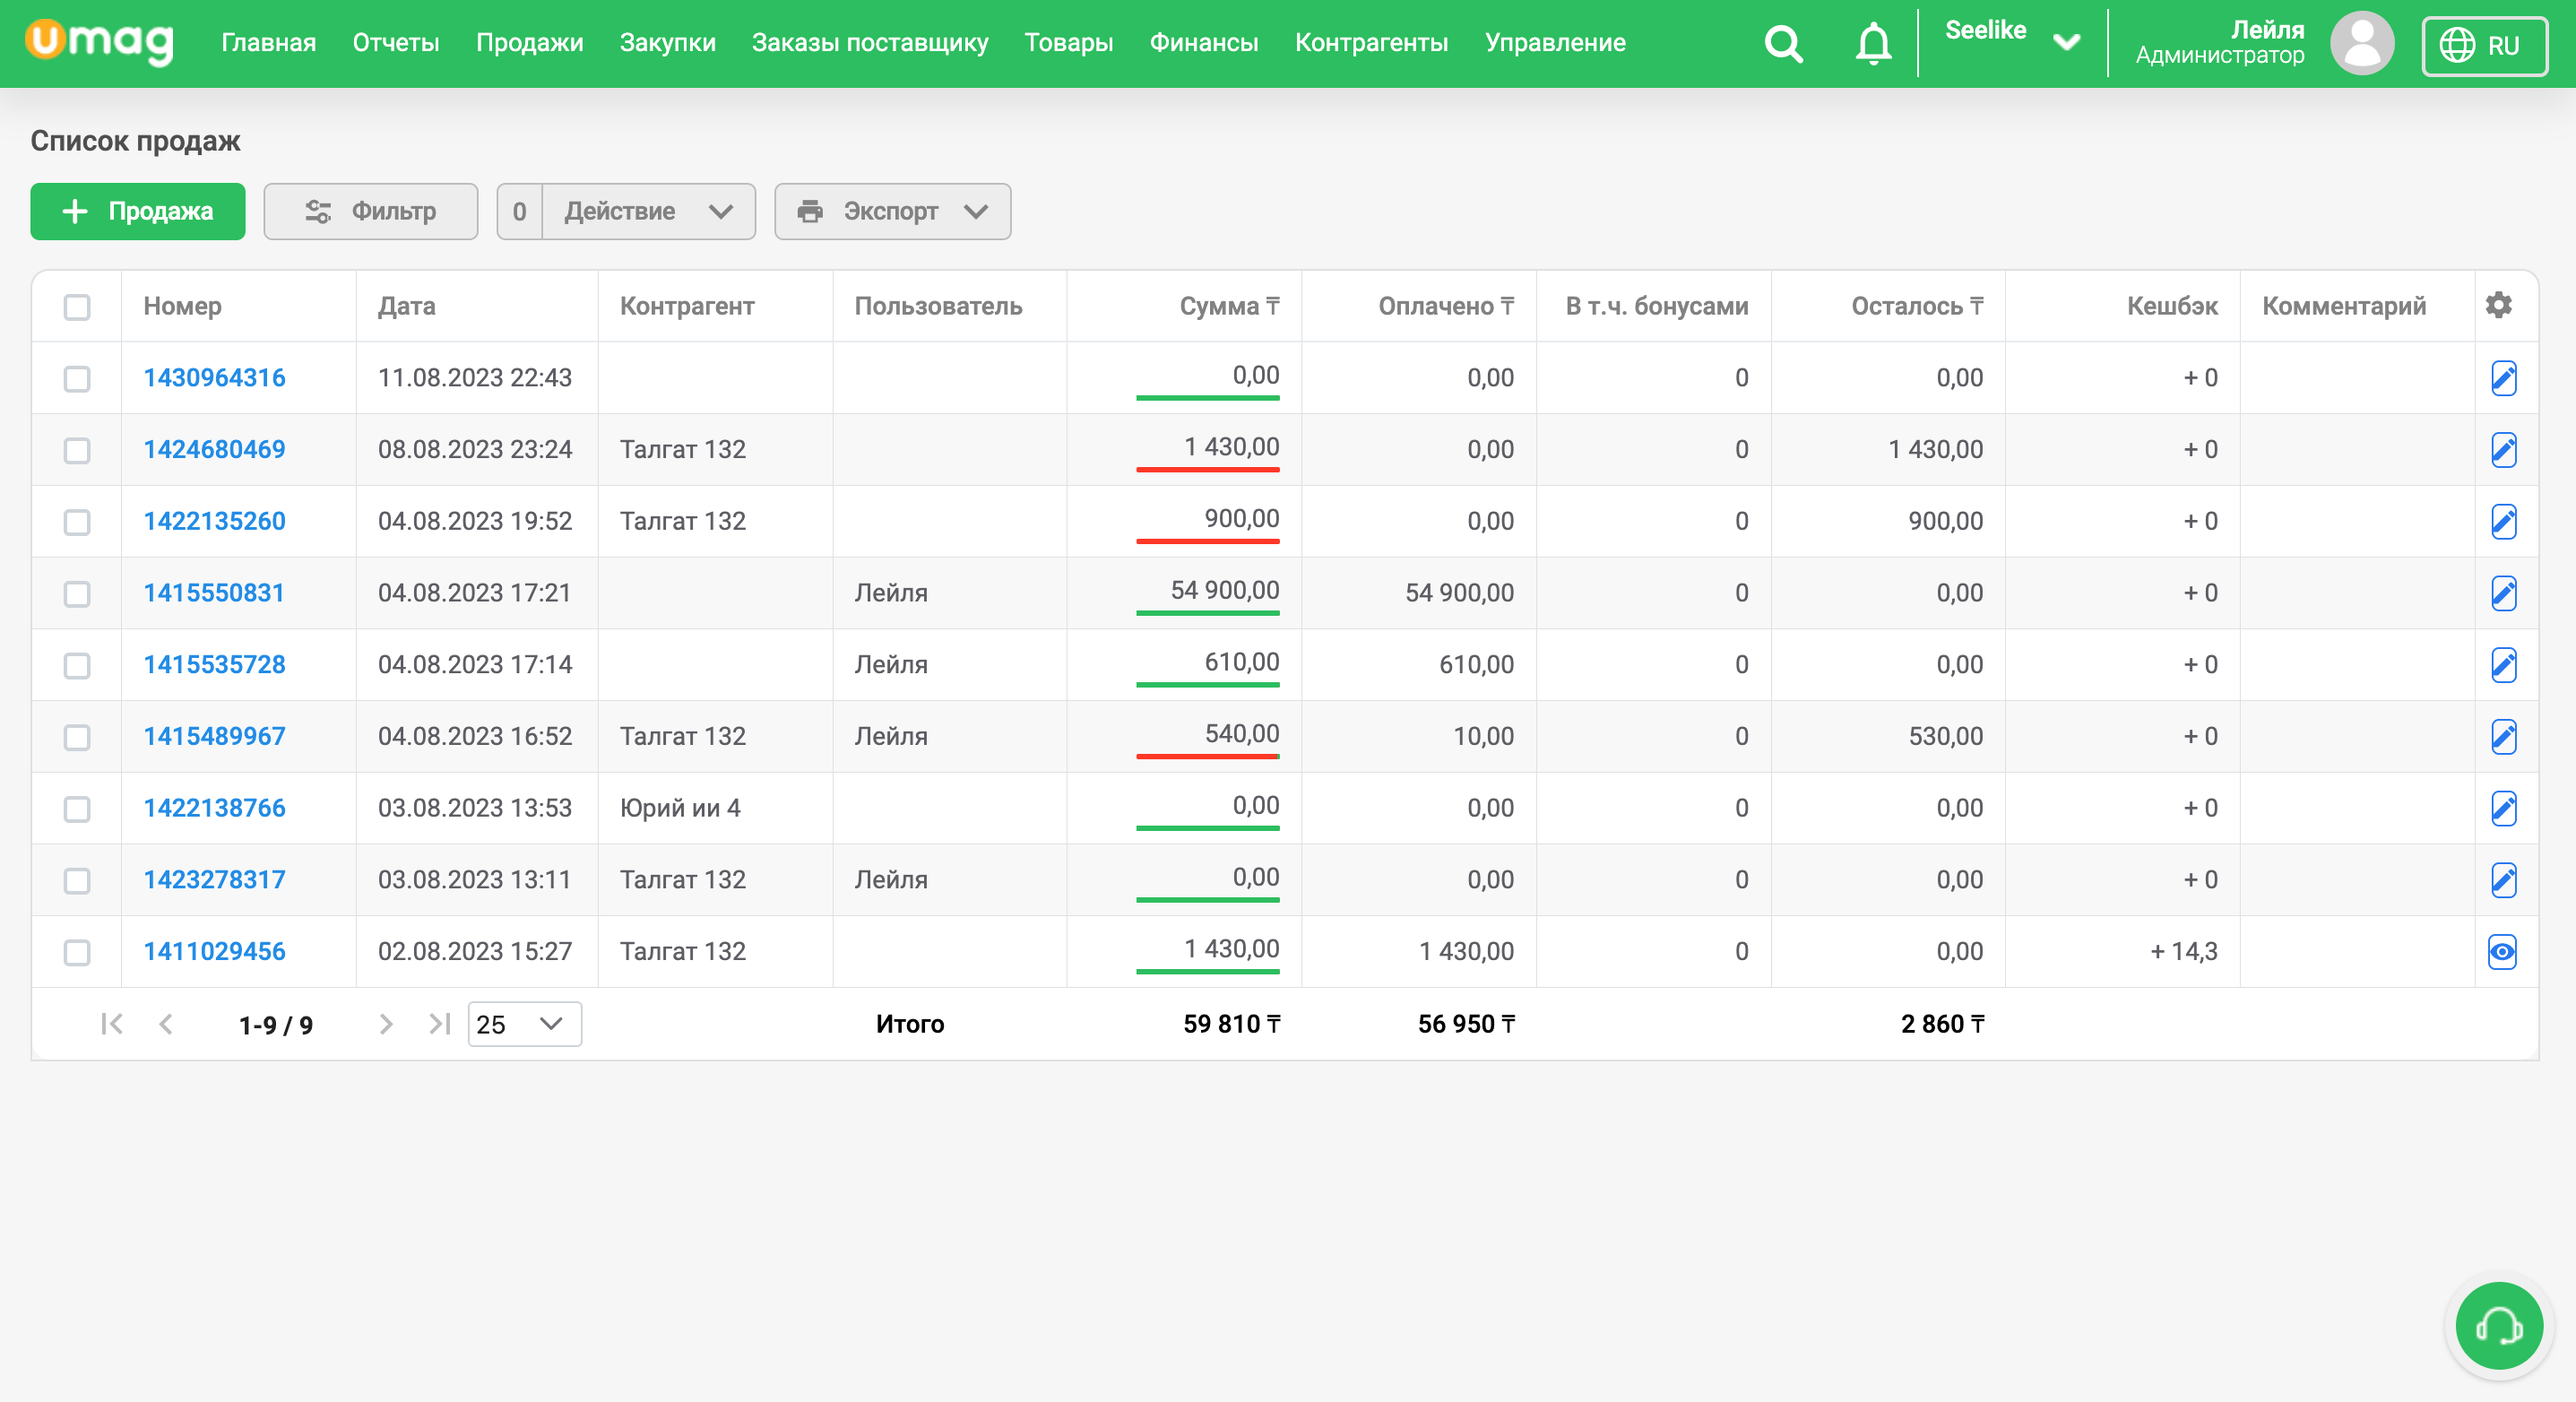 umag Главная Отчеты Продажи Закупки Заказы поставщику Товары Финансы Контрагенты Управление Seelike Лейля RU
Администратор
Список продаж
Продажа Фильтр 0 Действие Экспорт
Номер Дата Контрагент Пользователь Сумма ₸ Оплачено ₸ В т.ч. бонусами Осталось ₸ Кешбэк Комментарий
1430964316 11.08.2023 22:43 0,00 0,00 0 0,00 + 0
1424680469 08.08.2023 23:24 Талгат 132 1 430,00 0,00 0 1 430,00 + 0
1422135260 04.08.2023 19:52 Талгат 132 900,00 0,00 0 900,00 + 0
1415550831 04.08.2023 17:21 Лейля 54 900,00 54 900,00 0 0,00 + 0
1415535728 04.08.2023 17:14 Лейля 610,00 610,00 0 0,00 + 0
1415489967 04.08.2023 16:52 Талгат 132 Лейля 540,00 10,00 0 530,00 + 0
1422138766 03.08.2023 13:53 Юрий ии 4 0,00 0,00 0 0,00 + 0
1423278317 03.08.2023 13:11 Талгат 132 Лейля 0,00 0,00 0 0,00 + 0
1411029456 02.08.2023 15:27 Талгат 132 1 430,00 1 430,00 0 0,00 + 14,3
1-9 / 9 25 Итого 59 810 ₸ 56 950 ₸ 2 860 ₸